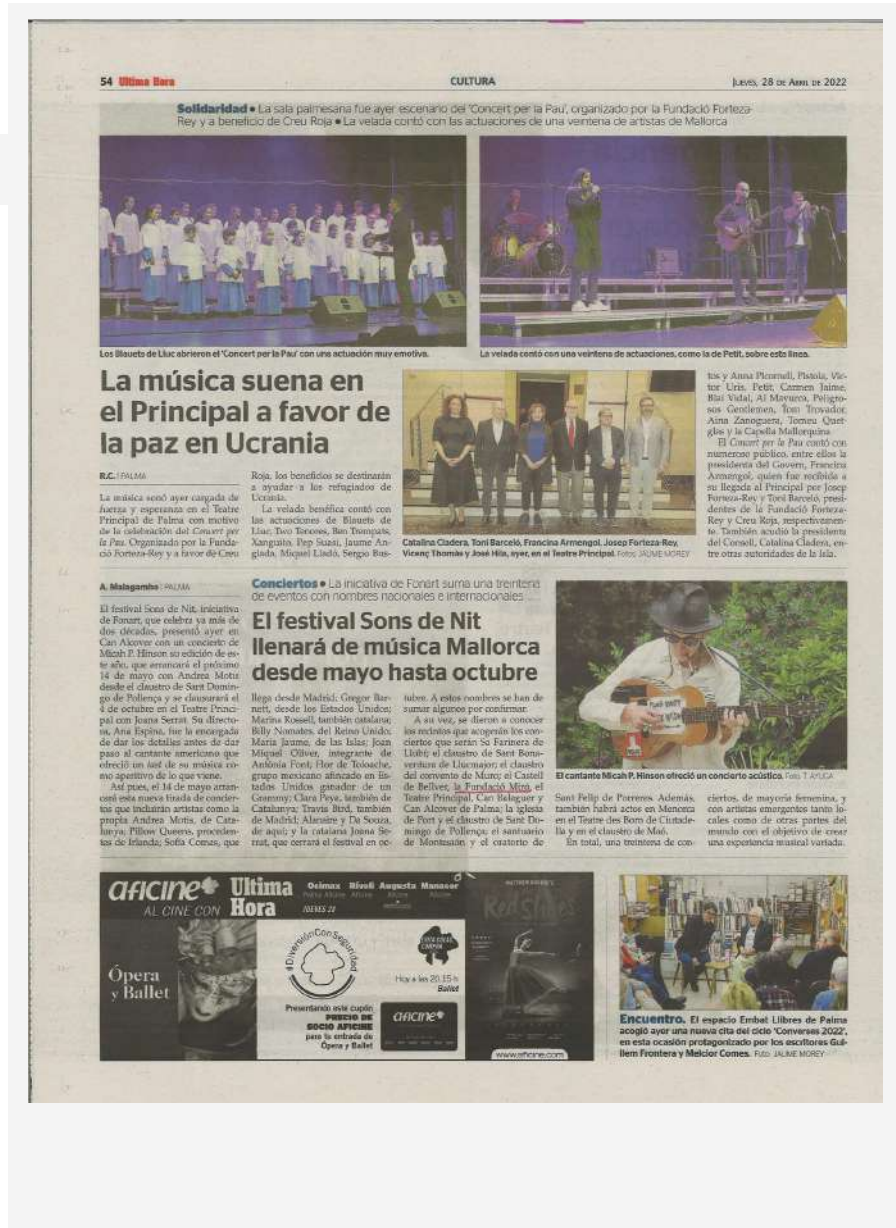 54 Ultima Hora
CULTURA
JUEVES, 28 DE ABRIL DE 2022
Solidaridad ● La sala palmesana fue ayer escenario del 'Concert per la Pau', organizado por la Fundació Forteza-
Rey y a beneficio de Creu Roja ● La velada contó con las actuaciones de una veintena de artistas de Mallorca
Los Blauets de Lluc abrieron el 'Concert per la Pau' con una actuación muy emotiva.
La velada contó con una veintena de actuaciones, como la de Petit, sobre esta línea.
La música suena en
el Principal a favor de
la paz en Ucrania
R.C. | PALMA
La música sonó ayer cargada de
fuerza y esperanza en el Teatre
Principal de Palma con motivo
de la celebración del Concert per
la Pau. Organizado por la Funda-
ció Forteza-Rey y a favor de Creu
Roja, los beneficios se destinarán
a ayudar a los refugiados de
Ucrania.
La velada benéfica contó con
las actuaciones de Blauets de
Lluc, Two Tenores, Ben Trempats,
Xanguito, Pep Suasi, Jaume An-
glada, Miquel Lladó, Sergio Bus-
Catalina Cladera, Toni Barceló, Francina Armengol, Josep Forteza-Rey,
Vicenç Thomàs y José Hila, ayer, en el Teatre Principal. Fotos: JAUME MOREY
tos y Anna Picornell, Pistola, Víc-
tor Uris, Petit, Carmen Jaime,
Biai Vidal, Al Mayurca, Peligro-
sos Gentlemen, Tom Trovador,
Aina Zanoguera, Tomeu Quet-
glas y la Capella Mallorquina.
El Concert per la Pau contó con
numeroso público, entre ellos la
presidenta del Govern, Francina
Armengol, quien fue recibida a
su llegada al Principal por Josep
Forteza-Rey y Toni Barceló, presi-
dentes de la Fundació Forteza-
Rey y Creu Roja, respectivamen-
te. También acudió la presidenta
del Consell, Catalina Cladera, en-
tre otras autoridades de la Isla.
A. Malagamba | PALMA
El festival Sons de Nit, iniciativa
de Fonart, que celebra ya más de
dos décadas, presentó ayer en
Can Alcover con un concierto de
Micah P. Hinson su edición de es-
te año, que arrancará el próximo
14 de mayo con Andrea Motis
desde el claustro de Sant Domin-
go de Pollença y se clausurará el
4 de octubre en el Teatre Princi-
pal con Joana Serrat. Su directo-
ra, Ana Espina, fue la encargada
de dar los detalles antes de dar
paso al cantante americano que
ofreció un tast de su música co-
mo aperitivo de lo que viene.
Así pues, el 14 de mayo arran-
cará esta nueva tirada de concier-
tos que incluirán artistas como la
propia Andrea Motis, de Cata-
lunya; Pillow Queens, proceden-
tes de Irlanda; Sofía Comas, que
Conciertos ● La iniciativa de Fonart suma una treintena
de eventos con nombres nacionales e internacionales
El festival Sons de Nit
llenará de música Mallorca
desde mayo hasta octubre
llega desde Madrid; Gregor Bar-
nett, desde los Estados Unidos;
Marina Rossell, también catalana;
Billy Nomates, del Reino Unido;
Maria Jaume, de las Islas; Joan
Miquel Oliver, integrante de
Antònia Font; Flor de Toloache,
grupo mexicano afincado en Es-
tados Unidos ganador de un
Grammy; Clara Peya, también de
Catalunya; Travis Bird, también
de Madrid; Alanaire y Da Souza,
de aquí; y la catalana Joana Se-
rrat, que cerrará el festival en oc-
tubre. A estos nombres se han de
sumar algunos por confirmar.
A su vez, se dieron a conocer
los recintos que acogerán los con-
ciertos que serán Sa Farinera de
Llubí; el claustro de Sant Bona-
ventura de Llucmajor; el claustro
del convento de Muro; el Castell
de Bellver, la Fundació Miró, el
Teatre Principal, Can Balaguer y
Can Alcover de Palma; la iglesia
de Port y el claustro de Sant Do-
mingo de Pollença; el santuario
de Montesión y el oratorio de
El cantante Micah P. Hinson ofreció un concierto acústico. Foto: T. AYUGA
Sant Felip de Porreres. Además,
también habrá actos en Menorca
en el Teatre des Born de Ciutade-
lla y en el claustro de Maó.
En total, una treintena de con-
ciertos, de mayoría femenina, y
con artistas emergentes tanto lo-
cales como de otras partes del
mundo con el objetivo de crear
una experiencia musical variada.
aficine
AL CINE CON
Ultima
Hora
Ocimax Rívoli Augusta Manacor
JUEVES 28
Ópera
y Ballet
#DiversiónConSeguridad
Hoy a las 20.15 h
Ballet
Presentando este cupón
PRECIO DE
SOCIO AFICINE
para la entrada de
Ópera y Ballet
aficine
Red Shoes
www.aficine.com
Encuentro. El espacio Embat Llibres de Palma
acogió ayer una nueva cita del ciclo 'Converses 2022',
en esta ocasión protagonizado por los escritores Gui-
llem Frontera y Melcior Comes. Foto: JAUME MOREY